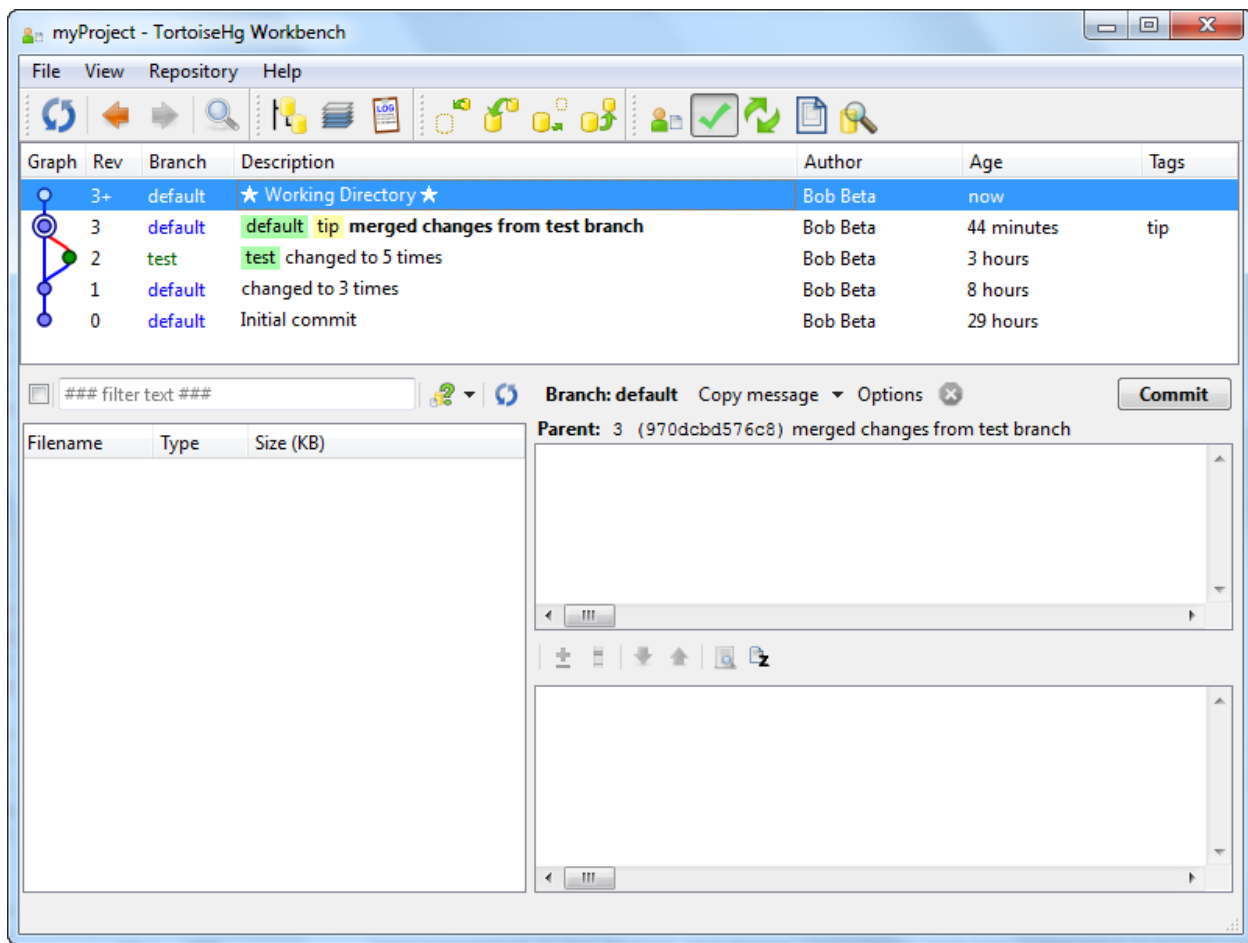 myProject - TortoiseHg Workbench
File View Repository Help
LOG
Graph Rev Branch Description Author Age Tags
3+ default ★ Working Directory ★ Bob Beta now
3 default default tip merged changes from test branch Bob Beta 44 minutes tip
2 test test changed to 5 times Bob Beta 3 hours
1 default changed to 3 times Bob Beta 8 hours
0 default Initial commit Bob Beta 29 hours
### filter text ### Branch: default Copy message Options Commit
Filename Type Size (KB) Parent: 3 (970dcbd576c8) merged changes from test branch
z